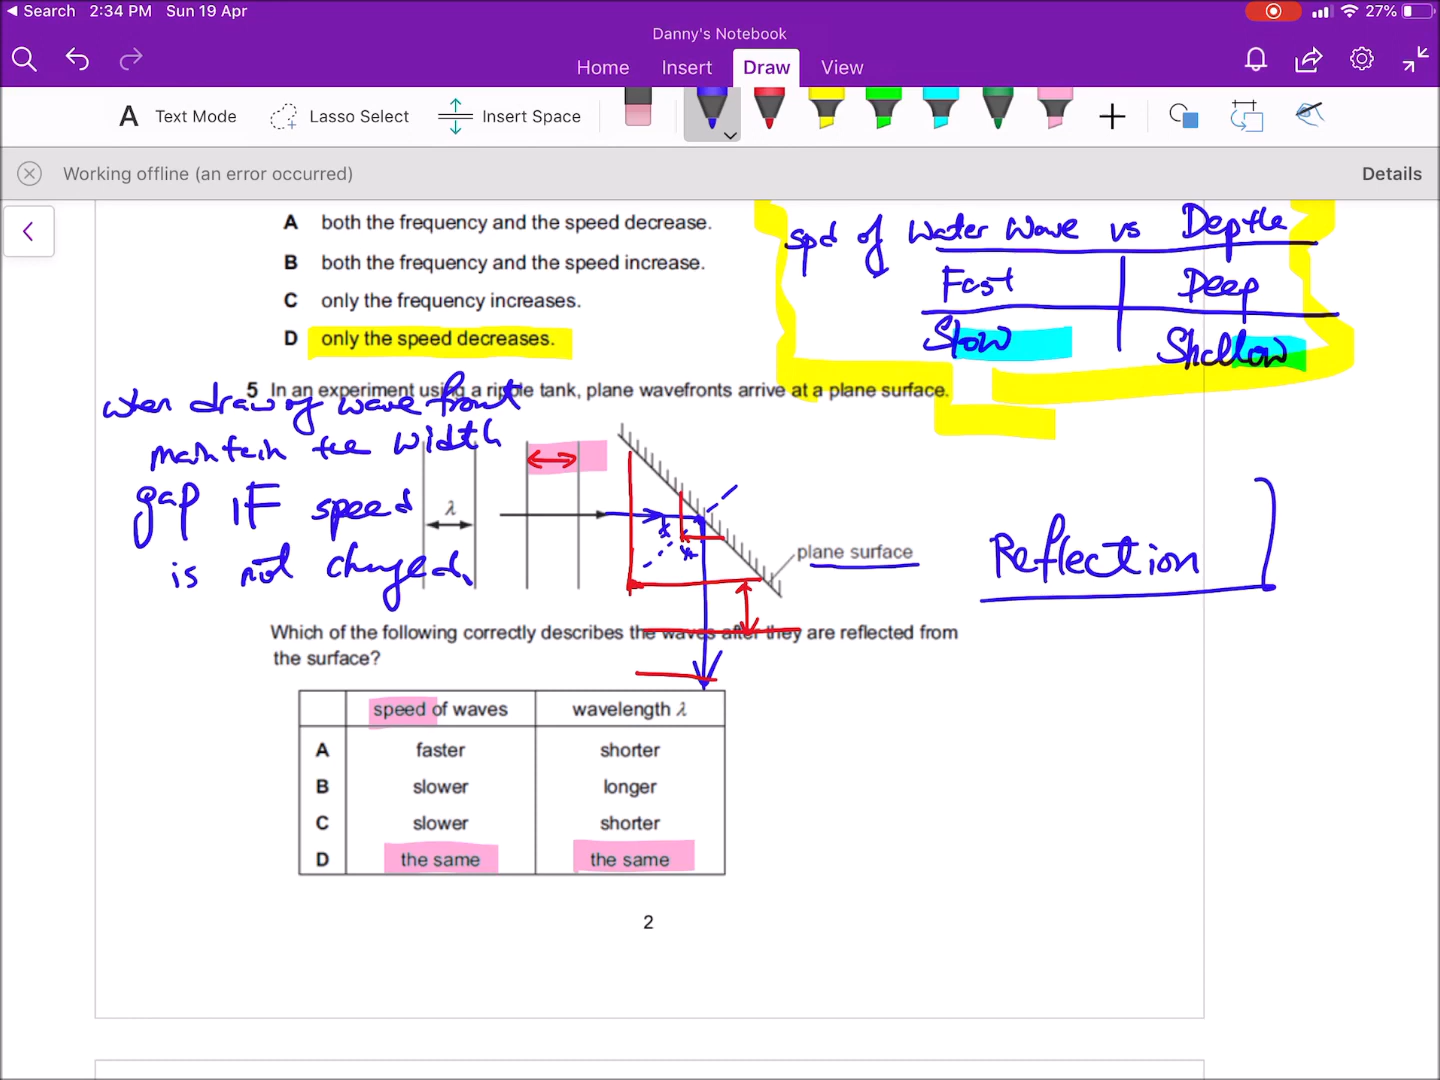 Search 2:34 PM Sun 19 Apr 27%
Danny's Notebook
Home Insert Draw View
A Text Mode Lasso Select Insert Space
Working offline (an error occurred) Details
A both the frequency and the speed decrease.
B both the frequency and the speed increase.
C only the frequency increases.
D only the speed decreases.
spd of Water Wave vs Depth
Fast Deep
Slow Shallow
5 In an experiment using a ripple tank, plane wavefronts arrive at a plane surface.
when drawing wave front
maintain the width
gap if speed
is not changed.
λ
x
x
plane surface
Reflection
Which of the following correctly describes the waves after they are reflected from
the surface?
speed of waves wavelength λ
A faster shorter
B slower longer
C slower shorter
D the same the same
2